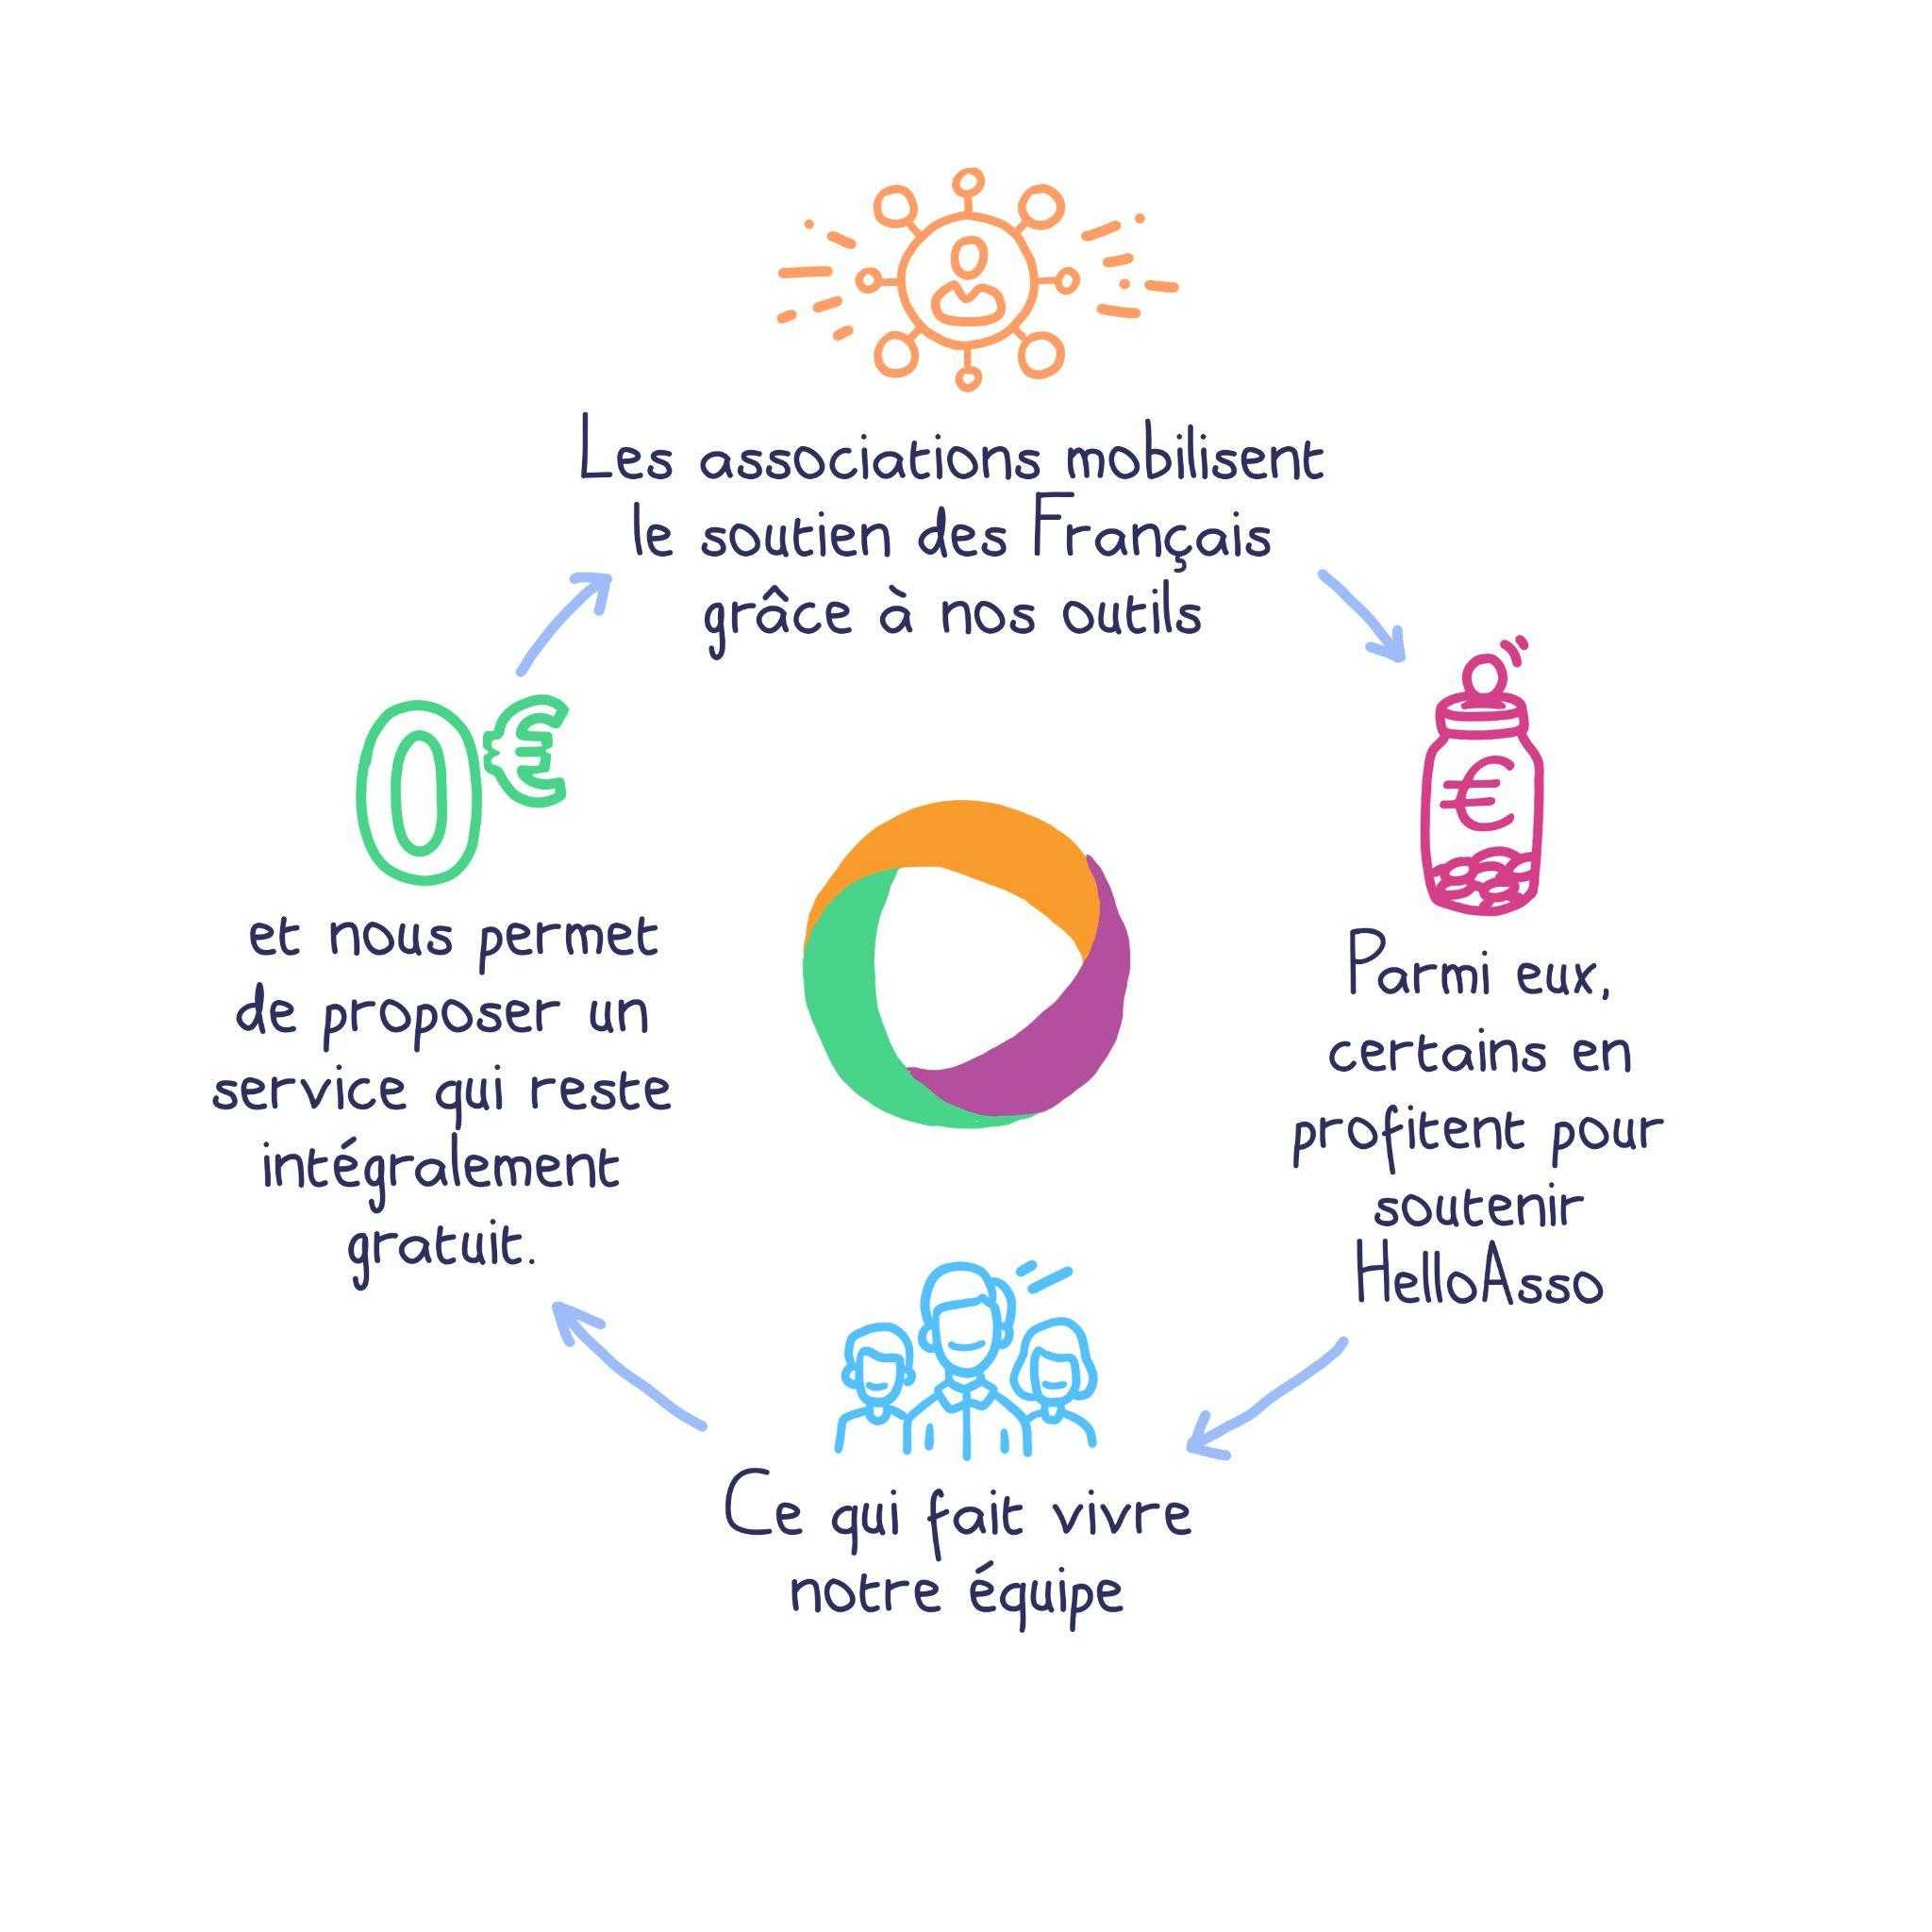 Les associations mobilisent
le soutien des Français
grâce à nos outils
€
Parmi eux,
certains en
profitent pour
soutenir
HelloAsso
Ce qui fait vivre
notre équipe
0€
et nous permet
de proposer un
service qui reste
intégralement
gratuit.